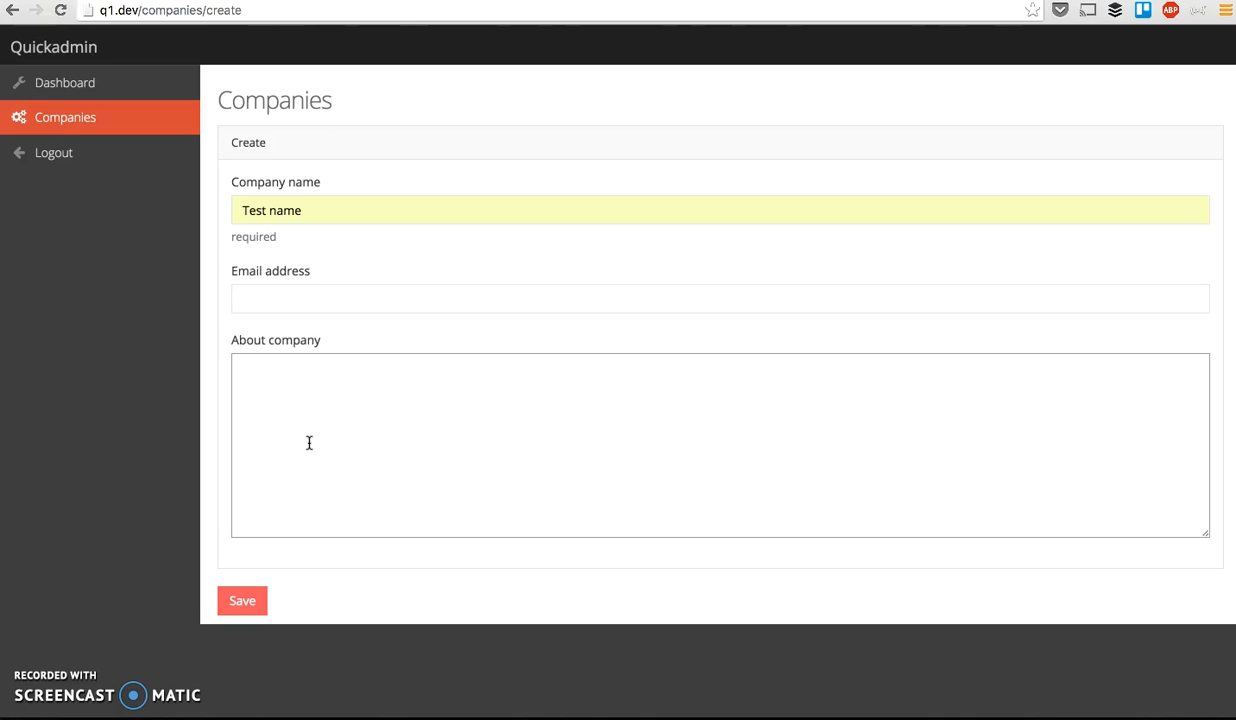 q1.dev/companies/create
ABP
Quickadmin
Dashboard
Companies
Logout
Companies
Create
Company name
Test name
required
Email address
About company
Save
RECORDED WITH
SCREENCAST MATIC